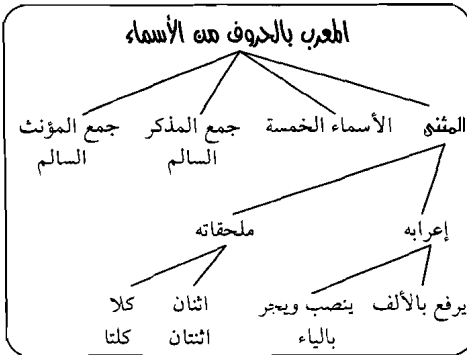 المعرب بالحروف من الأسماء
المثنى الأسماء الخمسة جمع المذكر جمع المؤنث
السالم السالم
إعرابه ملحقاته
يرفع بالألف ينصب ويجر اثنان كلا
بالياء اثنتان كلتا